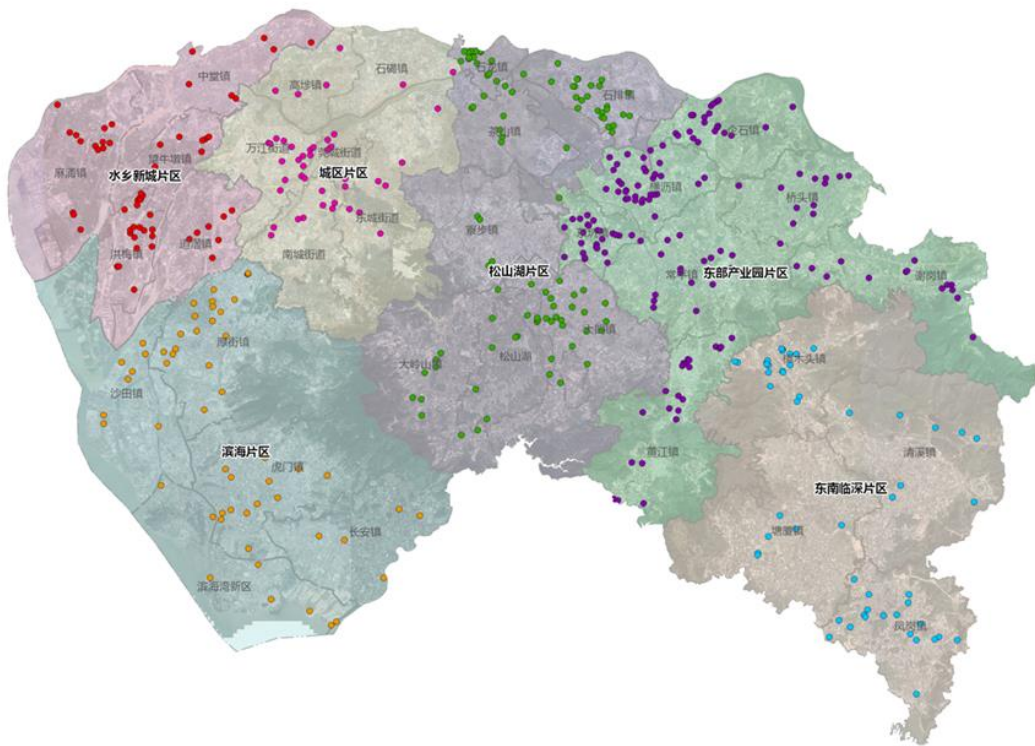 石碣镇
石龙镇
中堂镇
高埗镇
石排镇
企石镇
茶山镇
万江街道
莞城街道
望牛墩镇
麻涌镇
水乡新城片区
城区片区
横沥镇
桥头镇
东城街道
道滘镇
寮步镇
东坑镇
洪梅镇
南城街道
松山湖片区
常平镇
东部产业园片区
谢岗镇
大朗镇
厚街镇
松山湖
大岭山镇
樟木头镇
沙田镇
滨海片区
虎门镇
黄江镇
清溪镇
东南临深片区
长安镇
塘厦镇
滨海湾新区
凤岗镇